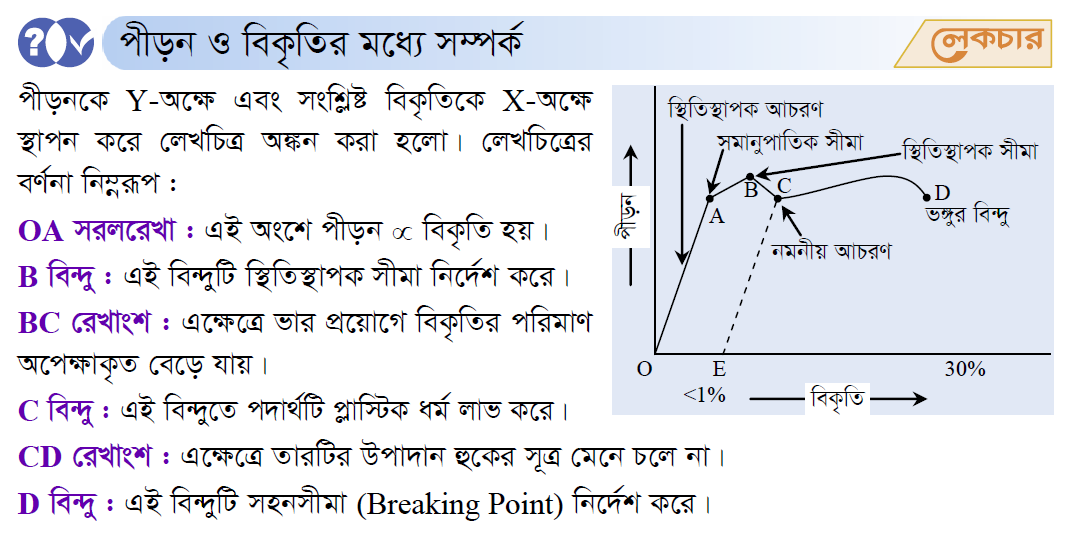 পীড়ন ও বিকৃতির মধ্যে সম্পর্ক
লেকচার
পীড়নকে Y-অক্ষে এবং সংশ্লিষ্ট বিকৃতিকে X-অক্ষে
স্থাপন করে লেখচিত্র অঙ্কন করা হলো। লেখচিত্রের
বর্ণনা নিম্নরূপ :
OA সরলরেখা : এই অংশে পীড়ন ∝ বিকৃতি হয়।
B বিন্দু : এই বিন্দুটি স্থিতিস্থাপক সীমা নির্দেশ করে।
BC রেখাংশ : এক্ষেত্রে ভার প্রয়োগে বিকৃতির পরিমাণ
অপেক্ষাকৃত বেড়ে যায়।
C বিন্দু : এই বিন্দুতে পদার্থটি প্লাস্টিক ধর্ম লাভ করে।
CD রেখাংশ : এক্ষেত্রে তারটির উপাদান হুকের সূত্র মেনে চলে না।
D বিন্দু : এই বিন্দুটি সহনসীমা (Breaking Point) নির্দেশ করে।
স্থিতিস্থাপক আচরণ
সমানুপাতিক সীমা
স্থিতিস্থাপক সীমা
B
C
D
A
ভঙ্গুর বিন্দু
পীড়ন
নমনীয় আচরণ
O
E
30%
<1%
বিকৃতি